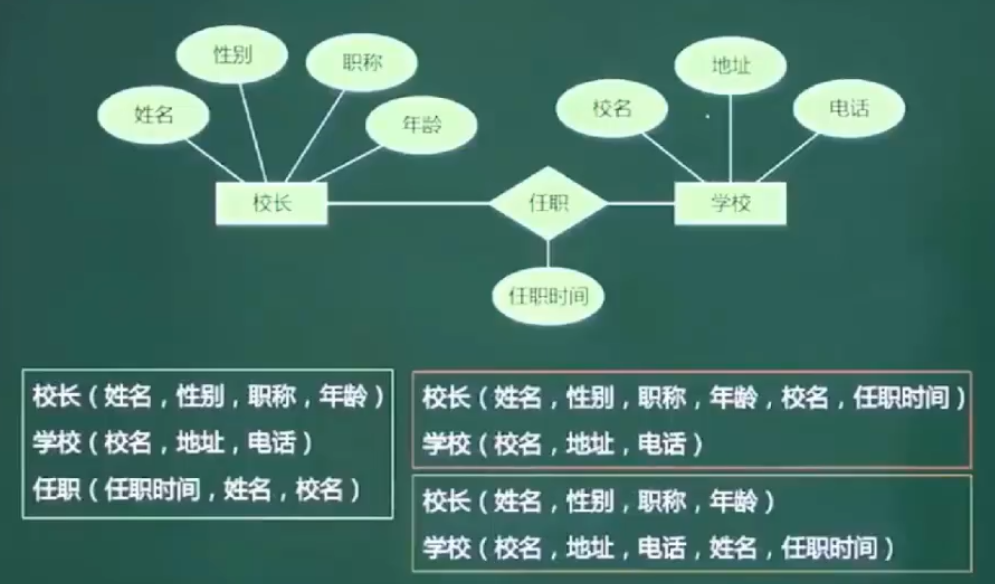 性别
职称
姓名
年龄
地址
校名
电话
校长
任职
学校
任职时间
校长（姓名，性别，职称，年龄）
学校（校名，地址，电话）
任职（任职时间，姓名，校名）
校长（姓名，性别，职称，年龄，校名，任职时间）
学校（校名，地址，电话）
校长（姓名，性别，职称，年龄）
学校（校名，地址，电话，姓名，任职时间）